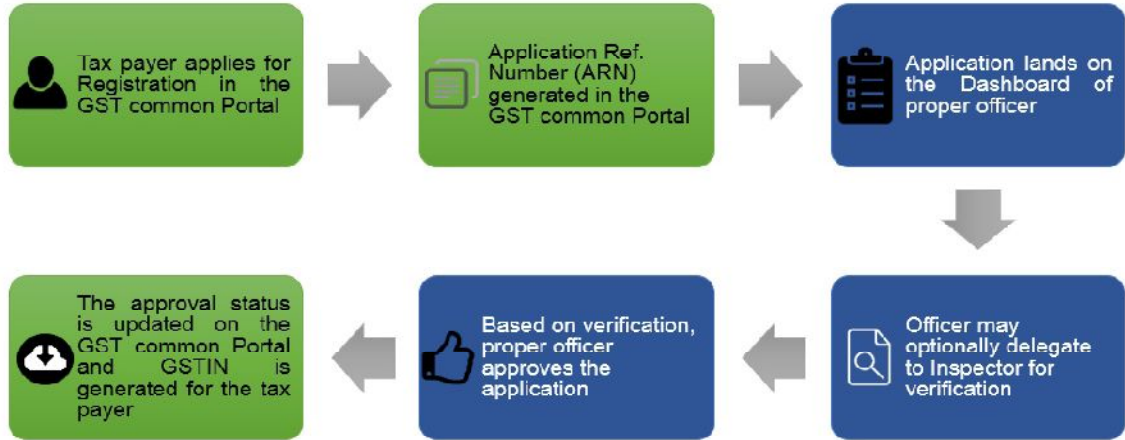 Tax payer applies for
Registration in the
GST common Portal
Application Ref.
Number (ARN)
generated in the
GST common Portal
Application lands on
the Dashboard of
proper officer
Officer may
optionally delegate
to Inspector for
verification
Based on verification,
proper officer
approves the
application
The approval status
is updated on the
GST common Portal
and GSTIN is
generated for the tax
payer